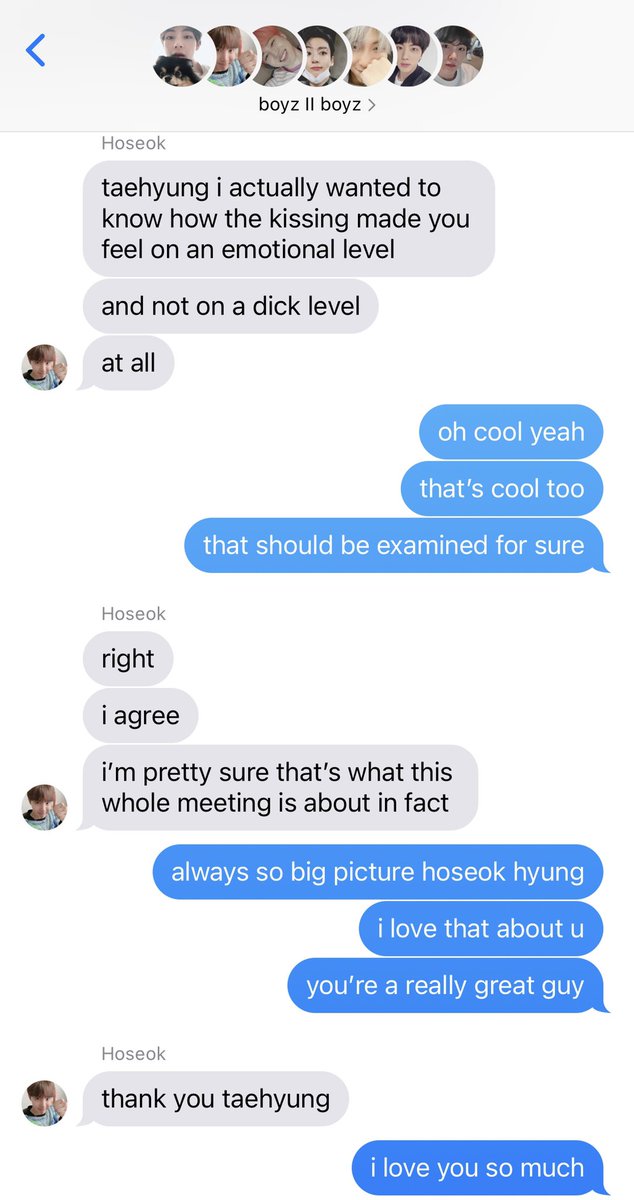 boyz II boyz
Hoseok
taehyung i actually wanted to
know how the kissing made you
feel on an emotional level
and not on a dick level
at all
oh cool yeah
that's cool too
that should be examined for sure
Hoseok
right
i agree
i'm pretty sure that's what this
whole meeting is about in fact
always so big picture hoseok hyung
i love that about u
you're a really great guy
Hoseok
thank you taehyung
i love you so much